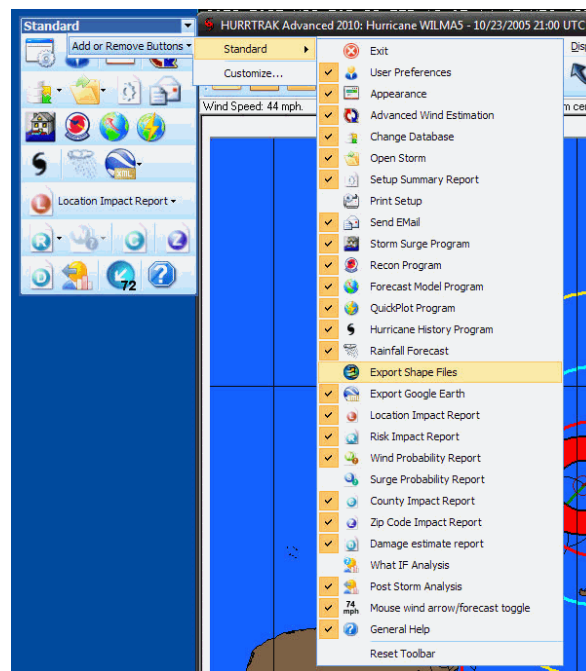 Standard
Add or Remove Buttons
Standard
Customize...
HURRTRAK Advanced 2010: Hurricane WILMA5 - 10/23/2005 21:00 UTC
Wind Speed: 44 mph.
Exit
User Preferences
Appearance
Advanced Wind Estimation
Change Database
Open Storm
Setup Summary Report
Print Setup
Send EMail
Storm Surge Program
Recon Program
Forecast Model Program
QuickPlot Program
Hurricane History Program
Rainfall Forecast
Export Shape Files
Export Google Earth
Location Impact Report
Risk Impact Report
Wind Probability Report
Surge Probability Report
County Impact Report
Zip Code Impact Report
Damage estimate report
What IF Analysis
Post Storm Analysis
74 mph Mouse wind arrow/forecast toggle
General Help
Reset Toolbar
XML
L Location Impact Report
R C Z
D 72 ?